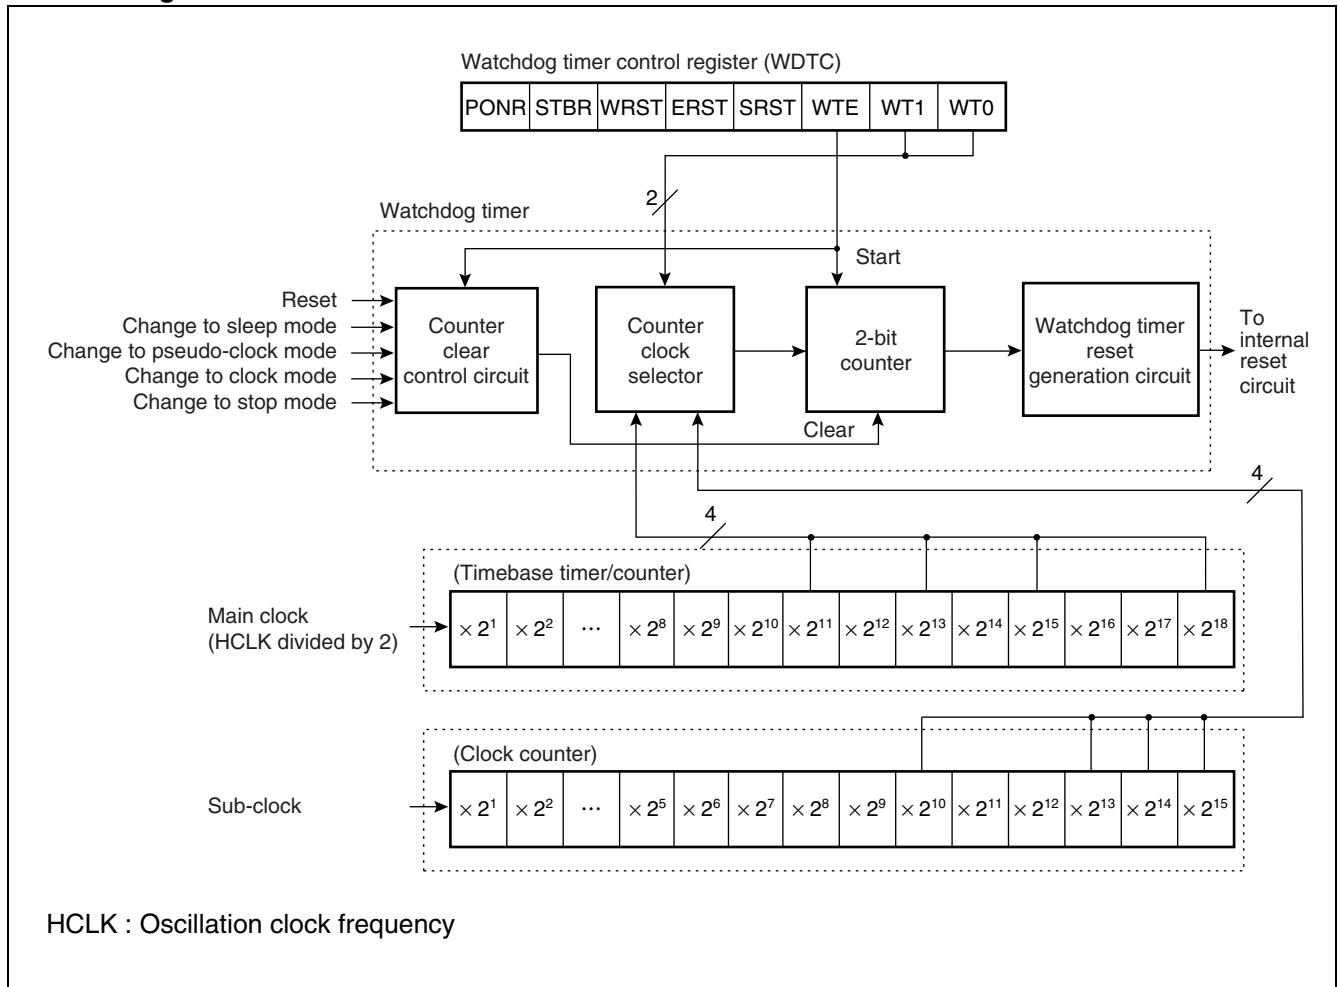 Watchdog timer control register (WDTC)
PONR STBR WRST ERST SRST WTE WT1 WT0
2
Watchdog timer
Start
Reset
Change to sleep mode
Change to pseudo-clock mode
Change to clock mode
Change to stop mode
Counter
clear
control circuit
Counter
clock
selector
2-bit
counter
Watchdog timer
reset
generation circuit
To
internal
reset
circuit
Clear
4
4
(Timebase timer/counter)
Main clock
(HCLK divided by 2)
× 2¹ × 2² ... × 2⁸ × 2⁹ × 2¹⁰ × 2¹¹ × 2¹² × 2¹³ × 2¹⁴ × 2¹⁵ × 2¹⁶ × 2¹⁷ × 2¹⁸
(Clock counter)
Sub-clock
× 2¹ × 2² ... × 2⁵ × 2⁶ × 2⁷ × 2⁸ × 2⁹ × 2¹⁰ × 2¹¹ × 2¹² × 2¹³ × 2¹⁴ × 2¹⁵
HCLK : Oscillation clock frequency